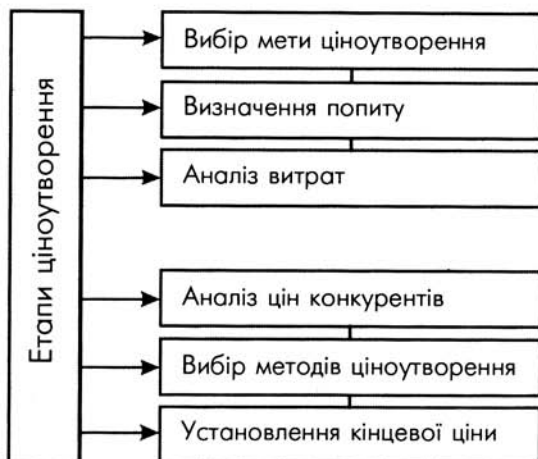 Етапи ціноутворення
Вибір мети ціноутворення
Визначення попиту
Аналіз витрат
Аналіз цін конкурентів
Вибір методів ціноутворення
Установлення кінцевої ціни